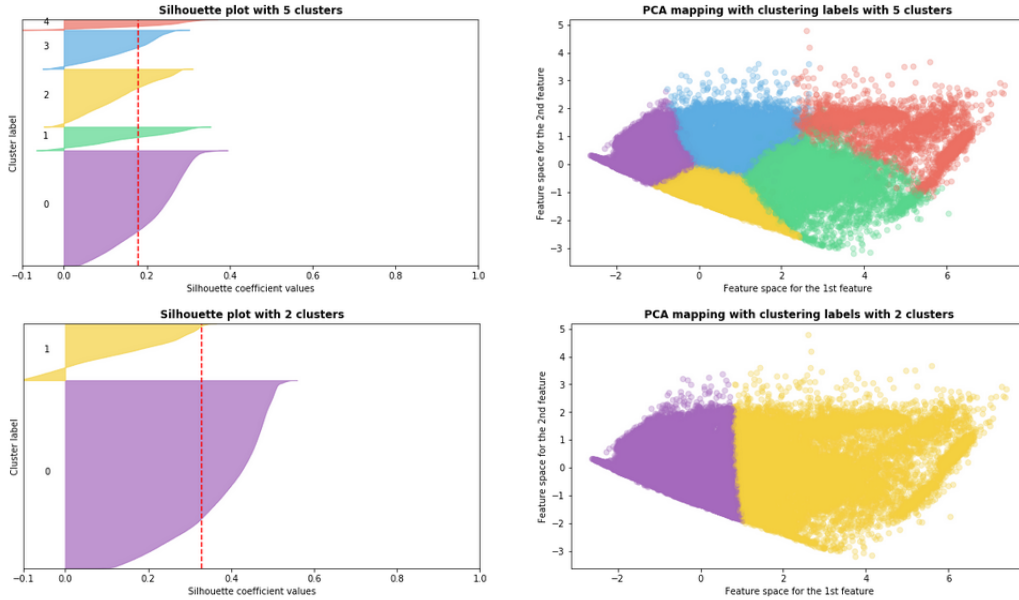 Silhouette plot with 5 clusters
4
3
2
1
0
Cluster label
−0.1 0.0 0.2 0.4 0.6 0.8 1.0
Silhouette coefficient values
PCA mapping with clustering labels with 5 clusters
5
4
3
2
1
0
−1
−2
−3
Feature space for the 2nd feature
−2 0 2 4 6
Feature space for the 1st feature
Silhouette plot with 2 clusters
1
0
Cluster label
−0.1 0.0 0.2 0.4 0.6 0.8 1.0
Silhouette coefficient values
PCA mapping with clustering labels with 2 clusters
5
4
3
2
1
0
−1
−2
−3
Feature space for the 2nd feature
−2 0 2 4 6
Feature space for the 1st feature